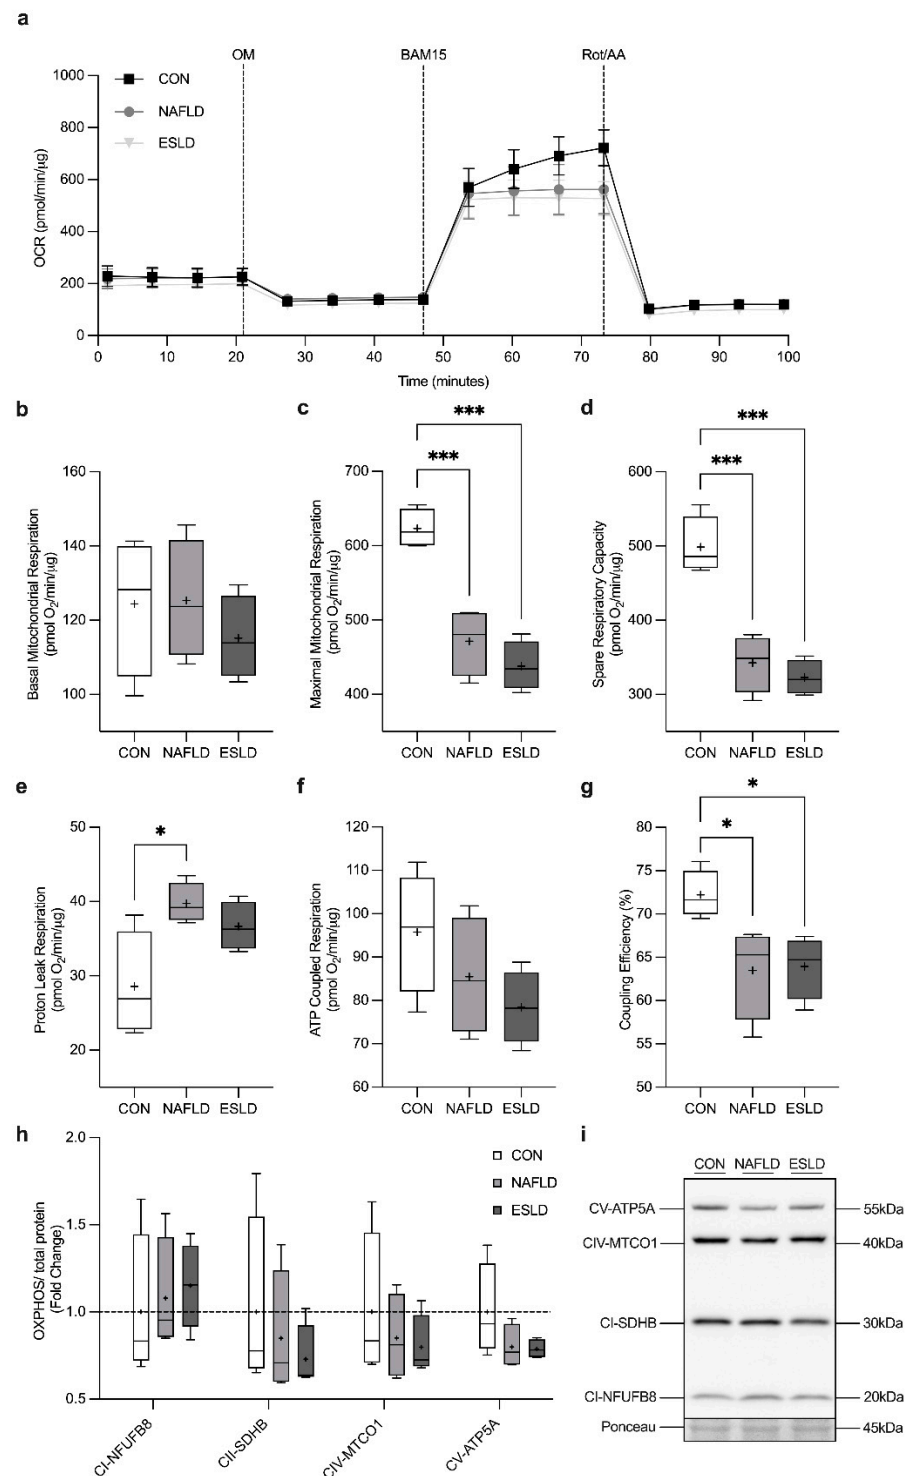 a
OM
BAM15
Rot/AA
1000
800
600
400
200
0
OCR (pmol/min/µg)
CON
NAFLD
ESLD
0 10 20 30 40 50 60 70 80 90 100
Time (minutes)
b
Basal Mitochondrial Respiration
(pmol O2/min/µg)
160
140
120
100
CON NAFLD ESLD
c
Maximal Mitochondrial Respiration
(pmol O2/min/µg)
700
600
500
400
***
***
CON NAFLD ESLD
d
Spare Respiratory Capacity
(pmol O2/min/µg)
600
500
400
300
***
***
CON NAFLD ESLD
e
Proton Leak Respiration
(pmol O2/min/µg)
50
40
30
20
*
CON NAFLD ESLD
f
ATP Coupled Respiration
(pmol O2/min/µg)
120
110
100
90
80
70
60
CON NAFLD ESLD
g
Coupling Efficiency (%)
80
75
70
65
60
55
50
*
*
CON NAFLD ESLD
h
OXPHOS/ total protein
(Fold Change)
2.0
1.5
1.0
0.5
CON
NAFLD
ESLD
CI-NFUFB8
CII-SDHB
CIV-MTCO1
CV-ATP5A
i
CON NAFLD ESLD
CV-ATP5A 55kDa
CIV-MTCO1 40kDa
CI-SDHB 30kDa
CI-NFUFB8 20kDa
Ponceau 45kDa